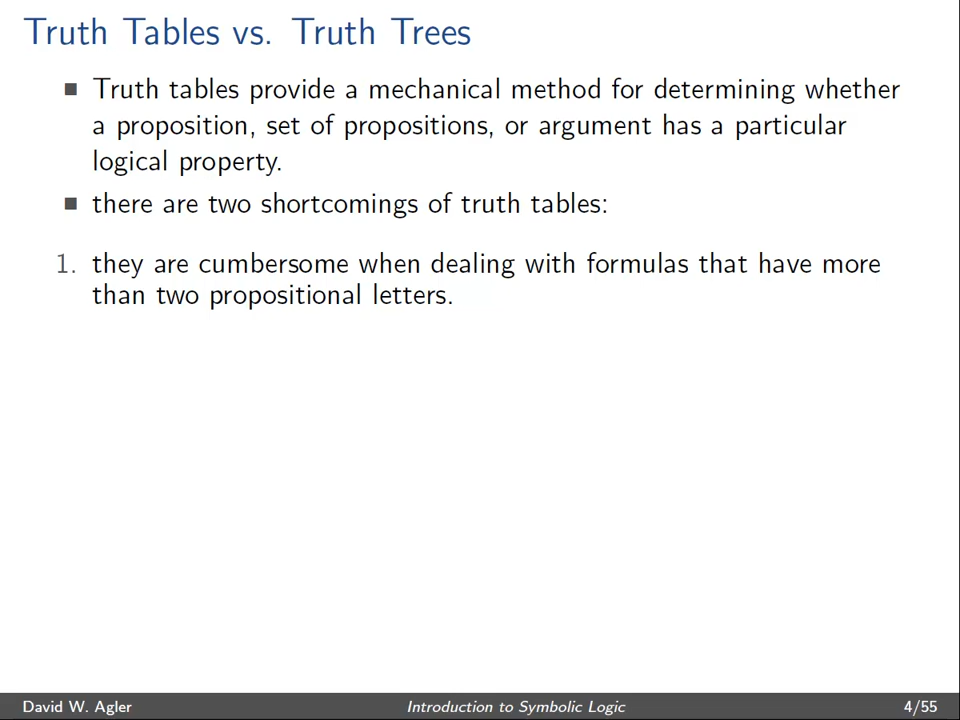 Truth Tables vs. Truth Trees
■ Truth tables provide a mechanical method for determining whether
a proposition, set of propositions, or argument has a particular
logical property.
■ there are two shortcomings of truth tables:
1. they are cumbersome when dealing with formulas that have more
than two propositional letters.
David W. Agler Introduction to Symbolic Logic 4/55